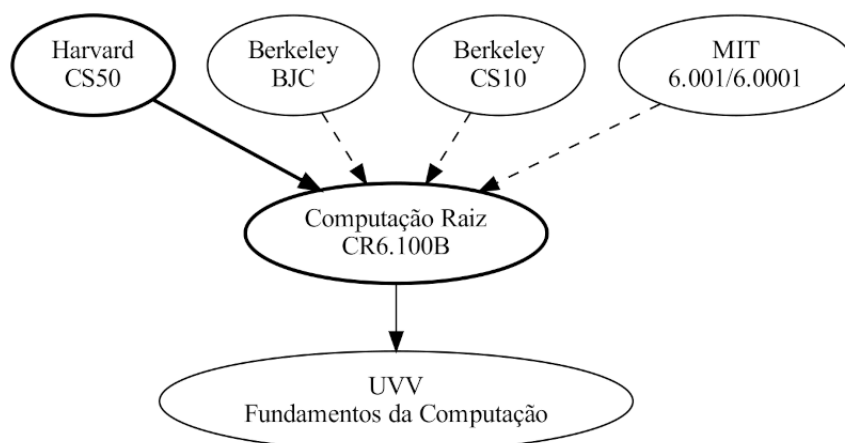 Harvard
CS50
Berkeley
BJC
Berkeley
CS10
MIT
6.001/6.0001
Computação Raiz
CR6.100B
UVV
Fundamentos da Computação